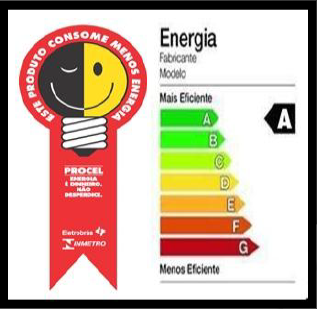 ESTE PRODUTO CONSOME MENOS ENERGIA
PROCEL
ENERGIA
É DINHEIRO.
NÃO
DESPERDICE.
Eletrobrás
INMETRO
Energia
Fabricante
Modelo
Mais Eficiente
A
A
B
C
D
E
F
G
Menos Eficiente